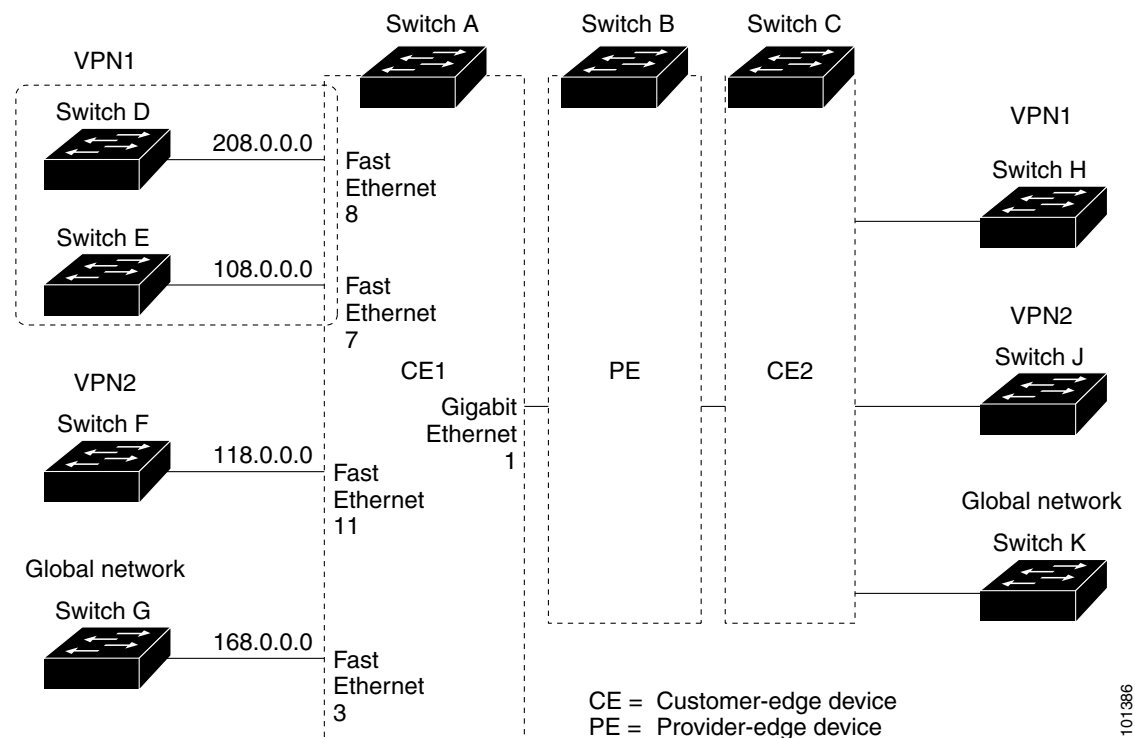 Switch A
Switch B
Switch C
VPN1
Switch D
208.0.0.0
Fast
Ethernet
8
Switch E
108.0.0.0
Fast
Ethernet
7
VPN2
Switch F
118.0.0.0
Fast
Ethernet
11
Global network
Switch G
168.0.0.0
Fast
Ethernet
3
CE1
Gigabit
Ethernet
1
PE
CE2
VPN1
Switch H
VPN2
Switch J
Global network
Switch K
CE = Customer-edge device
PE = Provider-edge device
101386